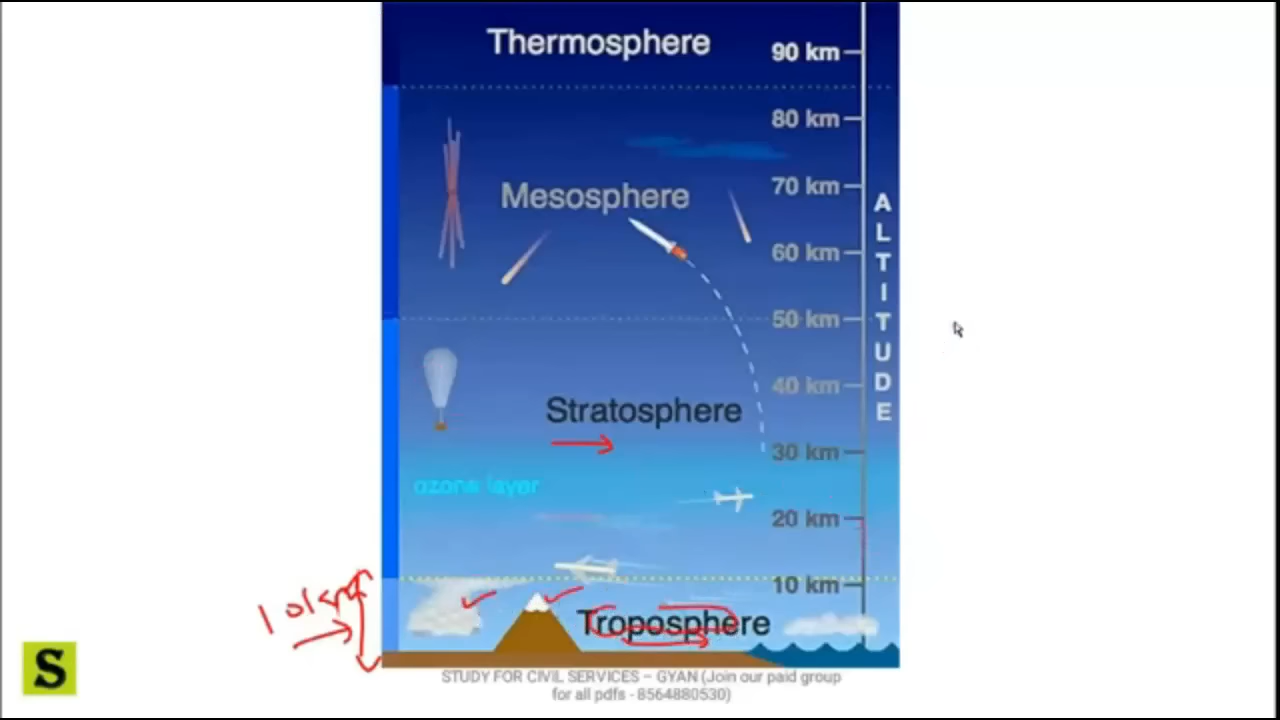 Thermosphere
90 km
80 km
Mesosphere
70 km
60 km
50 km
40 km
Stratosphere
30 km
ozone layer
20 km
10 km
Troposphere
ALTITUDE
S
STUDY FOR CIVIL SERVICES – GYAN (Join our paid group
for all pdfs - 8564880530)